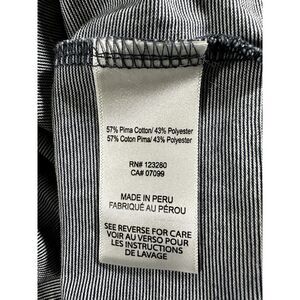 57% Pima Cotton/ 43% Polyester
57% Coton Pima/ 43% Polyester
RN# 123260
CA# 07099
MADE IN PERU
FABRIQUÉ AU PÉROU
SEE REVERSE FOR CARE
VOIR AU VERSO POUR
LES INSTRUCTIONS
DE LAVAGE